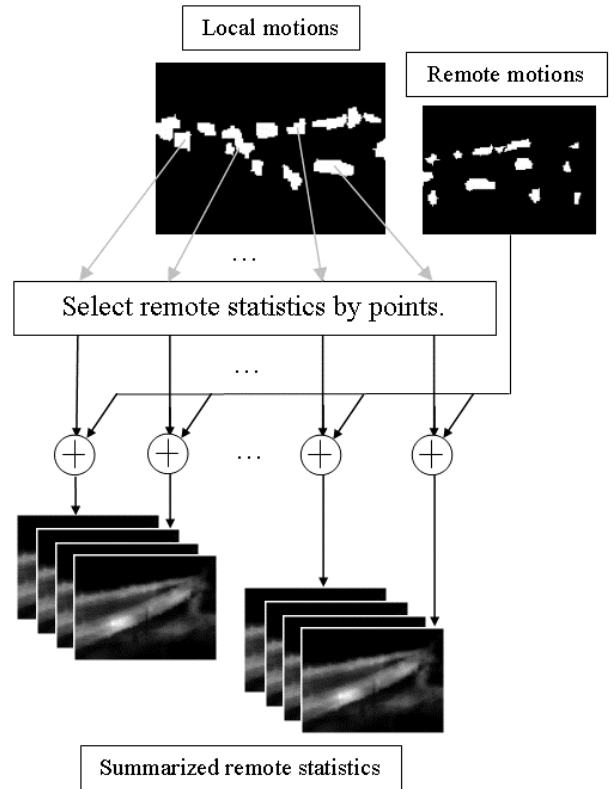 Local motions
Remote motions
...
Select remote statistics by points.
...
...
Summarized remote statistics